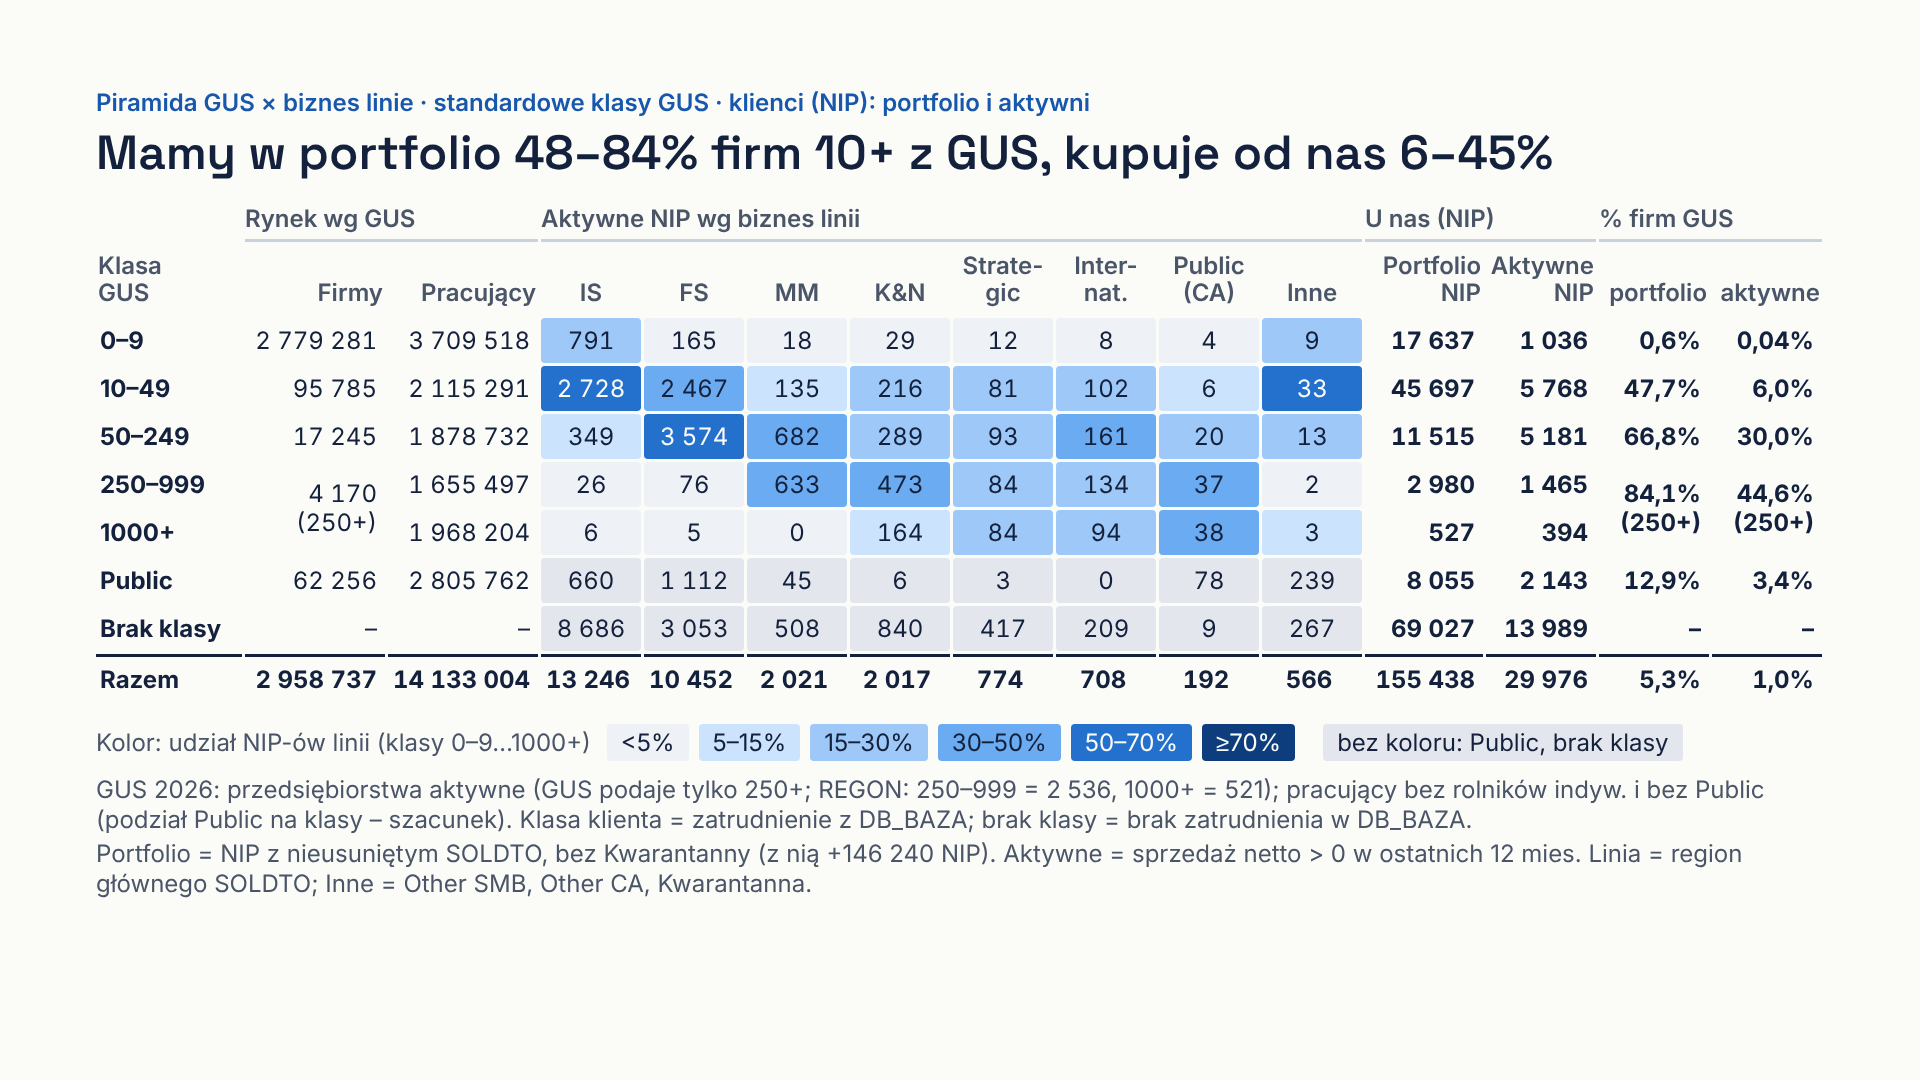 Piramida GUS × biznes linie · standardowe klasy GUS · klienci (NIP): portfolio i aktywni
Mamy w portfolio 48–84% firm 10+ z GUS, kupuje od nas 6–45%
Rynek wg GUS Aktywne NIP wg biznes linii U nas (NIP) % firm GUS
Klasa GUS Firmy Pracujący IS FS MM K&N Strate-gic Inter-nat. Public (CA) Inne Portfolio NIP Aktywne NIP portfolio aktywne
0–9 2 779 281 3 709 518 791 165 18 29 12 8 4 9 17 637 1 036 0,6% 0,04%
10–49 95 785 2 115 291 2 728 2 467 135 216 81 102 6 33 45 697 5 768 47,7% 6,0%
50–249 17 245 1 878 732 349 3 574 682 289 93 161 20 13 11 515 5 181 66,8% 30,0%
250–999 4 170 (250+) 1 655 497 26 76 633 473 84 134 37 2 2 980 1 465 84,1% (250+) 44,6% (250+)
1000+ 1 968 204 6 5 0 164 84 94 38 3 527 394
Public 62 256 2 805 762 660 1 112 45 6 3 0 78 239 8 055 2 143 12,9% 3,4%
Brak klasy – – 8 686 3 053 508 840 417 209 9 267 69 027 13 989 – –
Razem 2 958 737 14 133 004 13 246 10 452 2 021 2 017 774 708 192 566 155 438 29 976 5,3% 1,0%
Kolor: udział NIP-ów linii (klasy 0–9…1000+) <5% 5–15% 15–30% 30–50% 50–70% ≥70% bez koloru: Public, brak klasy
GUS 2026: przedsiębiorstwa aktywne (GUS podaje tylko 250+; REGON: 250–999 = 2 536, 1000+ = 521); pracujący bez rolników indyw. i bez Public
(podział Public na klasy – szacunek). Klasa klienta = zatrudnienie z DB_BAZA; brak klasy = brak zatrudnienia w DB_BAZA.
Portfolio = NIP z nieusuniętym SOLDTO, bez Kwarantanny (z nią +146 240 NIP). Aktywne = sprzedaż netto > 0 w ostatnich 12 mies. Linia = region
głównego SOLDTO; Inne = Other SMB, Other CA, Kwarantanna.